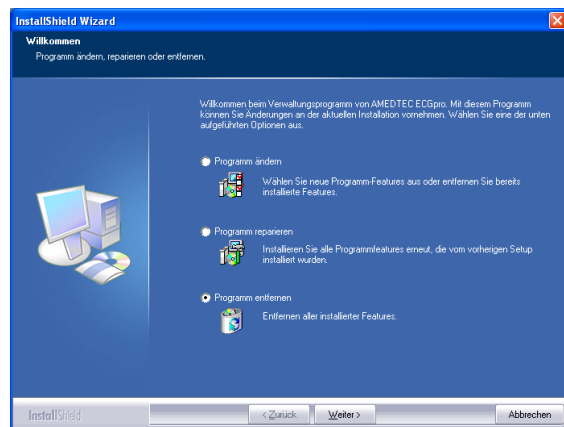 InstallShield Wizard
Willkommen
Programm ändern, reparieren oder entfernen.
Willkommen beim Verwaltungsprogramm von AMEDTEC ECGpro. Mit diesem Programm
können Sie Änderungen an der aktuellen Installation vornehmen. Wählen Sie eine der unten
aufgeführten Optionen aus.
Programm ändern
Wählen Sie neue Programm-Features aus oder entfernen Sie bereits
installierte Features.
Programm reparieren
Installieren Sie alle Programmfeatures erneut, die vom vorherigen Setup
installiert wurden.
Programm entfernen
Entfernen aller installierter Features.
InstallShield
< Zurück
Weiter >
Abbrechen